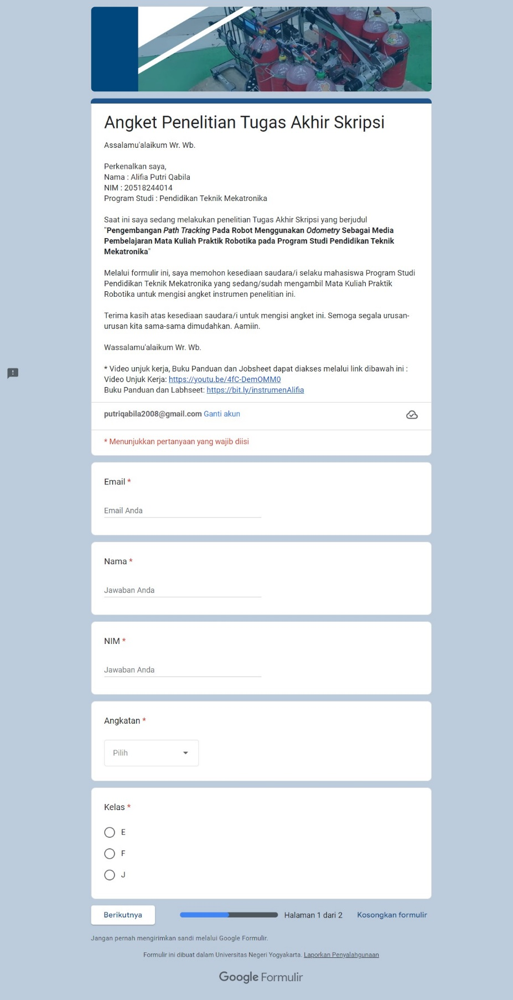 Angket Penelitian Tugas Akhir Skripsi
Assalamu'alaikum Wr. Wb.
Perkenalkan saya,
Nama : Alifia Putri Qabila
NIM : 20518244014
Program Studi : Pendidikan Teknik Mekatronika
Saat ini saya sedang melakukan penelitian Tugas Akhir Skripsi yang berjudul
"Pengembangan Path Tracking Pada Robot Menggunakan Odometry Sebagai Media
Pembelajaran Mata Kuliah Praktik Robotika pada Program Studi Pendidikan Teknik
Mekatronika"
Melalui formulir ini, saya memohon kesediaan saudara/i selaku mahasiswa Program Studi
Pendidikan Teknik Mekatronika yang sedang/sudah mengambil Mata Kuliah Praktik
Robotika untuk mengisi angket instrumen penelitian ini.
Terima kasih atas kesediaan saudara/i untuk mengisi angket ini. Semoga segala urusan-
urusan kita sama-sama dimudahkan. Aamiin.
Wassalamu'alaikum Wr. Wb.
* Video unjuk kerja, Buku Panduan dan Jobsheet dapat diakses melalui link dibawah ini :
Video Unjuk Kerja: https://youtu.be/4fC-DemOMM0
Buku Panduan dan Labhseet: https://bit.ly/instrumenAlifia
putriqabila2008@gmail.com Ganti akun
* Menunjukkan pertanyaan yang wajib diisi
Email *
Email Anda
Nama *
Jawaban Anda
NIM *
Jawaban Anda
Angkatan *
Pilih
Kelas *
E
F
J
Berikutnya Halaman 1 dari 2 Kosongkan formulir
Jangan pernah mengirimkan sandi melalui Google Formulir.
Formulir ini dibuat dalam Universitas Negeri Yogyakarta. Laporkan Penyalahgunaan
Google Formulir